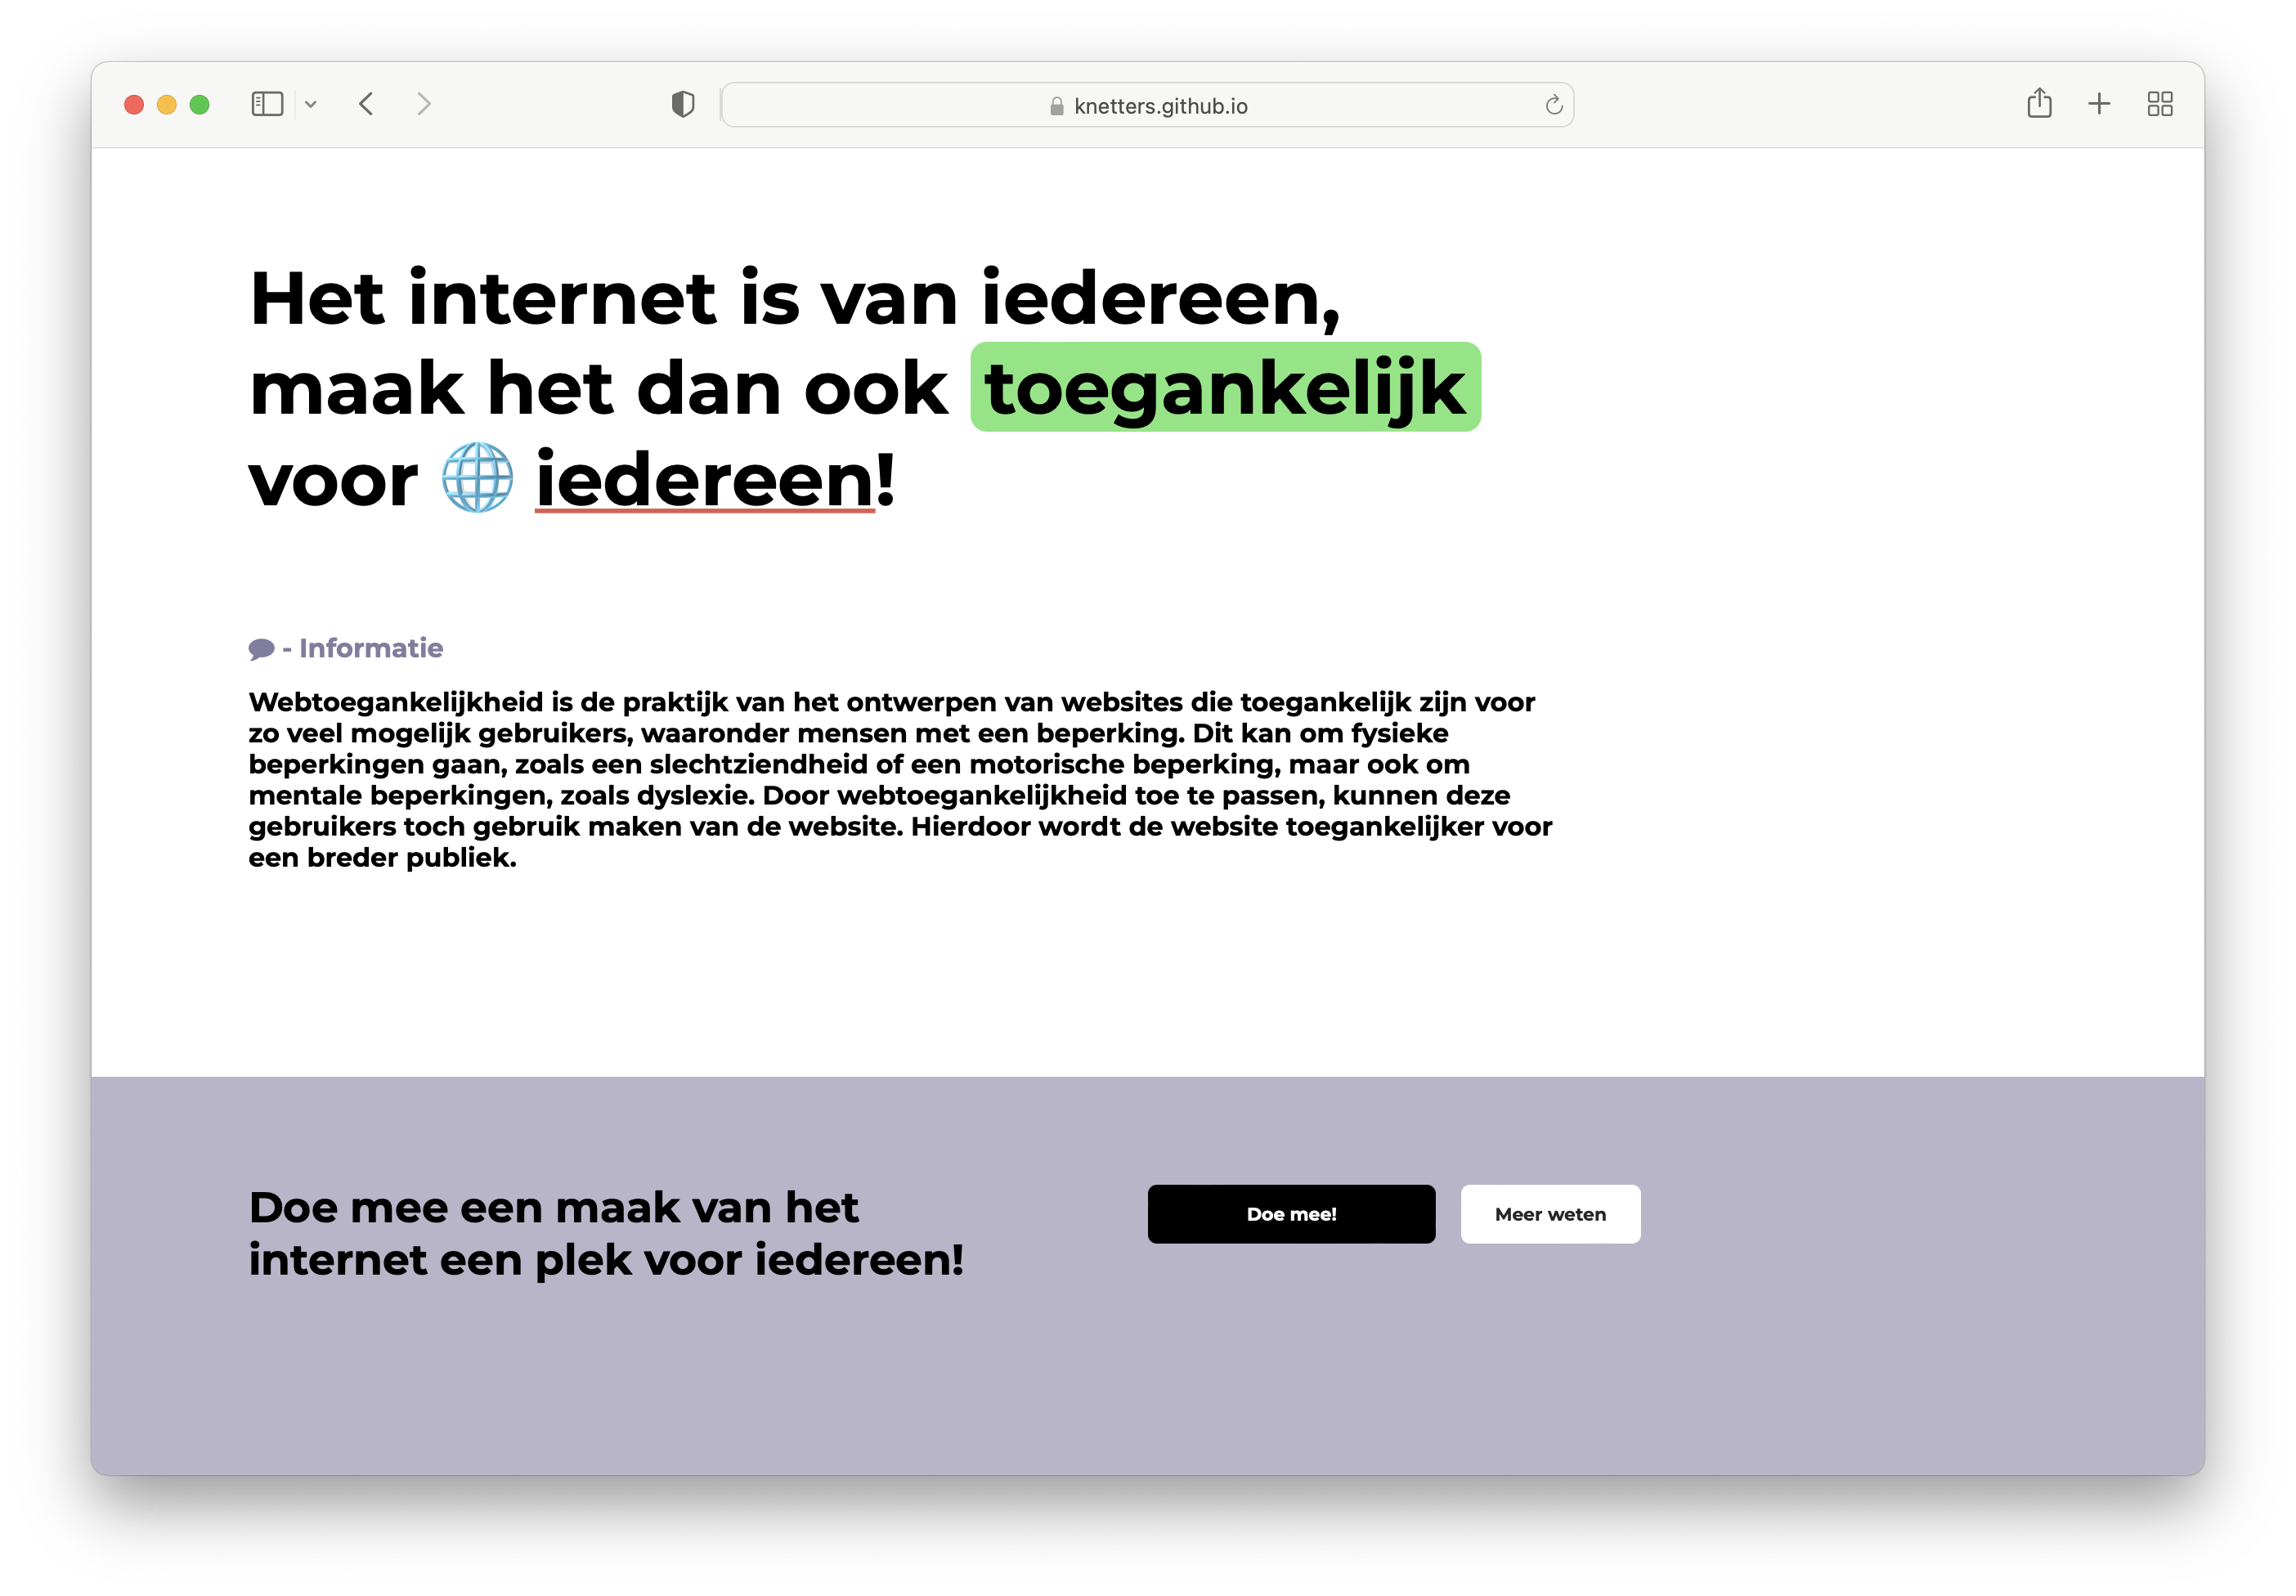 knetters.github.io
Het internet is van iedereen,
maak het dan ook toegankelijk
voor 🌐 iedereen!
- Informatie
Webtoegankelijkheid is de praktijk van het ontwerpen van websites die toegankelijk zijn voor
zo veel mogelijk gebruikers, waaronder mensen met een beperking. Dit kan om fysieke
beperkingen gaan, zoals een slechtziendheid of een motorische beperking, maar ook om
mentale beperkingen, zoals dyslexie. Door webtoegankelijkheid toe te passen, kunnen deze
gebruikers toch gebruik maken van de website. Hierdoor wordt de website toegankelijker voor
een breder publiek.
Doe mee een maak van het
internet een plek voor iedereen!
Doe mee!
Meer weten